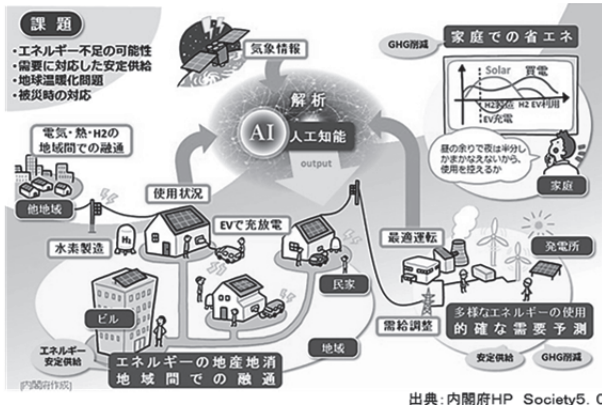 課題
・エネルギー不足の可能性
・需要に対応した安定供給
・地球温暖化問題
・被災時の対応
気象情報
GHG削減
家庭での省エネ
Solar 買電
H2製造 H2 EV利用
EV充電
昼の余りで夜は半分し
かまかなえないから、
使用を控えるか
家庭
解析
AI 人工知能
output
電気・熱・H2の
地域間での融通
他地域
使用状況
EVで充放電
水素製造
H2
最適運転
発電所
民家
ビル
地域
需給調整
多様なエネルギーの使用
的確な需要予測
安定供給
GHG削減
エネルギー
安定供給
エネルギーの地産地消
地域間での融通
[内閣府作成]
出典:内閣府HP Society5.0